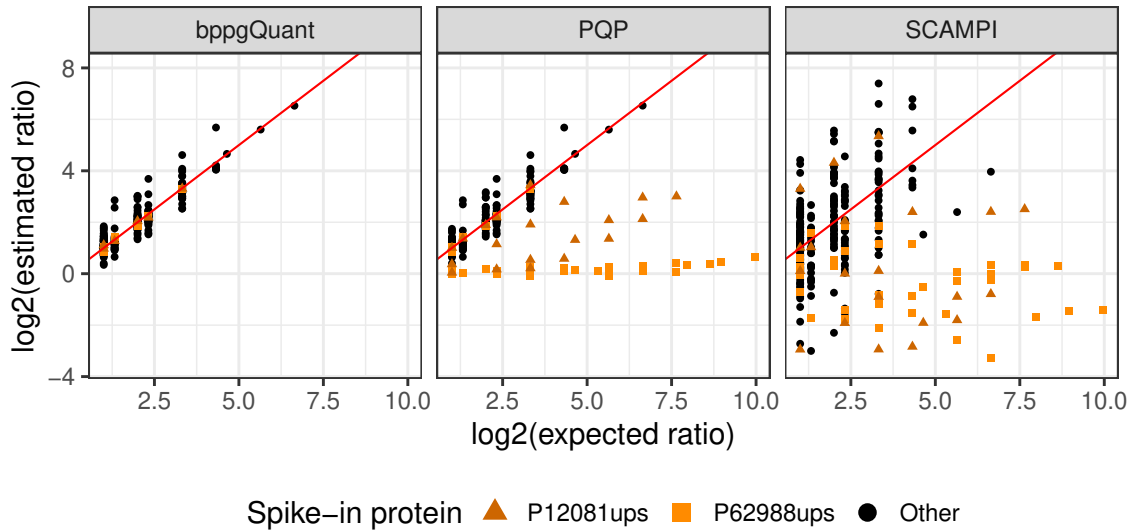 bppgQuant PQP SCAMPI
log2(estimated ratio)
8
4
0
−4
2.5 5.0 7.5 10.0 2.5 5.0 7.5 10.0 2.5 5.0 7.5 10.0
log2(expected ratio)
Spike−in protein P12081ups P62988ups Other